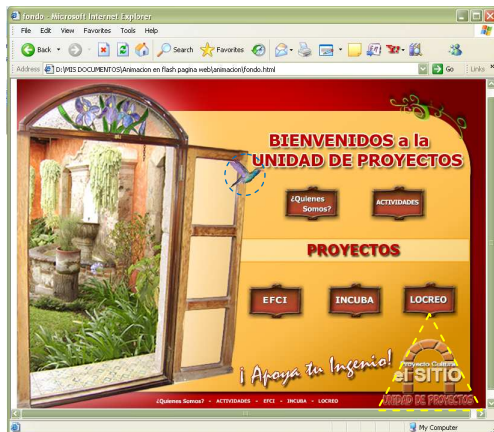 fondo - Microsoft Internet Explorer
File Edit View Favorites Tools Help
Back Search Favorites
Address D:\MIS DOCUMENTOS\Animacion en flash pagina web\animacion\fondo.html Go Links
BIENVENIDOS a la
UNIDAD DE PROYECTOS
¿Quienes
Somos?
ACTIVIDADES
PROYECTOS
EFCI INCUBA LOCREO
¡ Apoya tu Ingenio!
el SITIO
UNIDAD DE PROYECTOS
¿Quienes Somos? - ACTIVIDADES - EFCI - INCUBA - LOCREO
My Computer